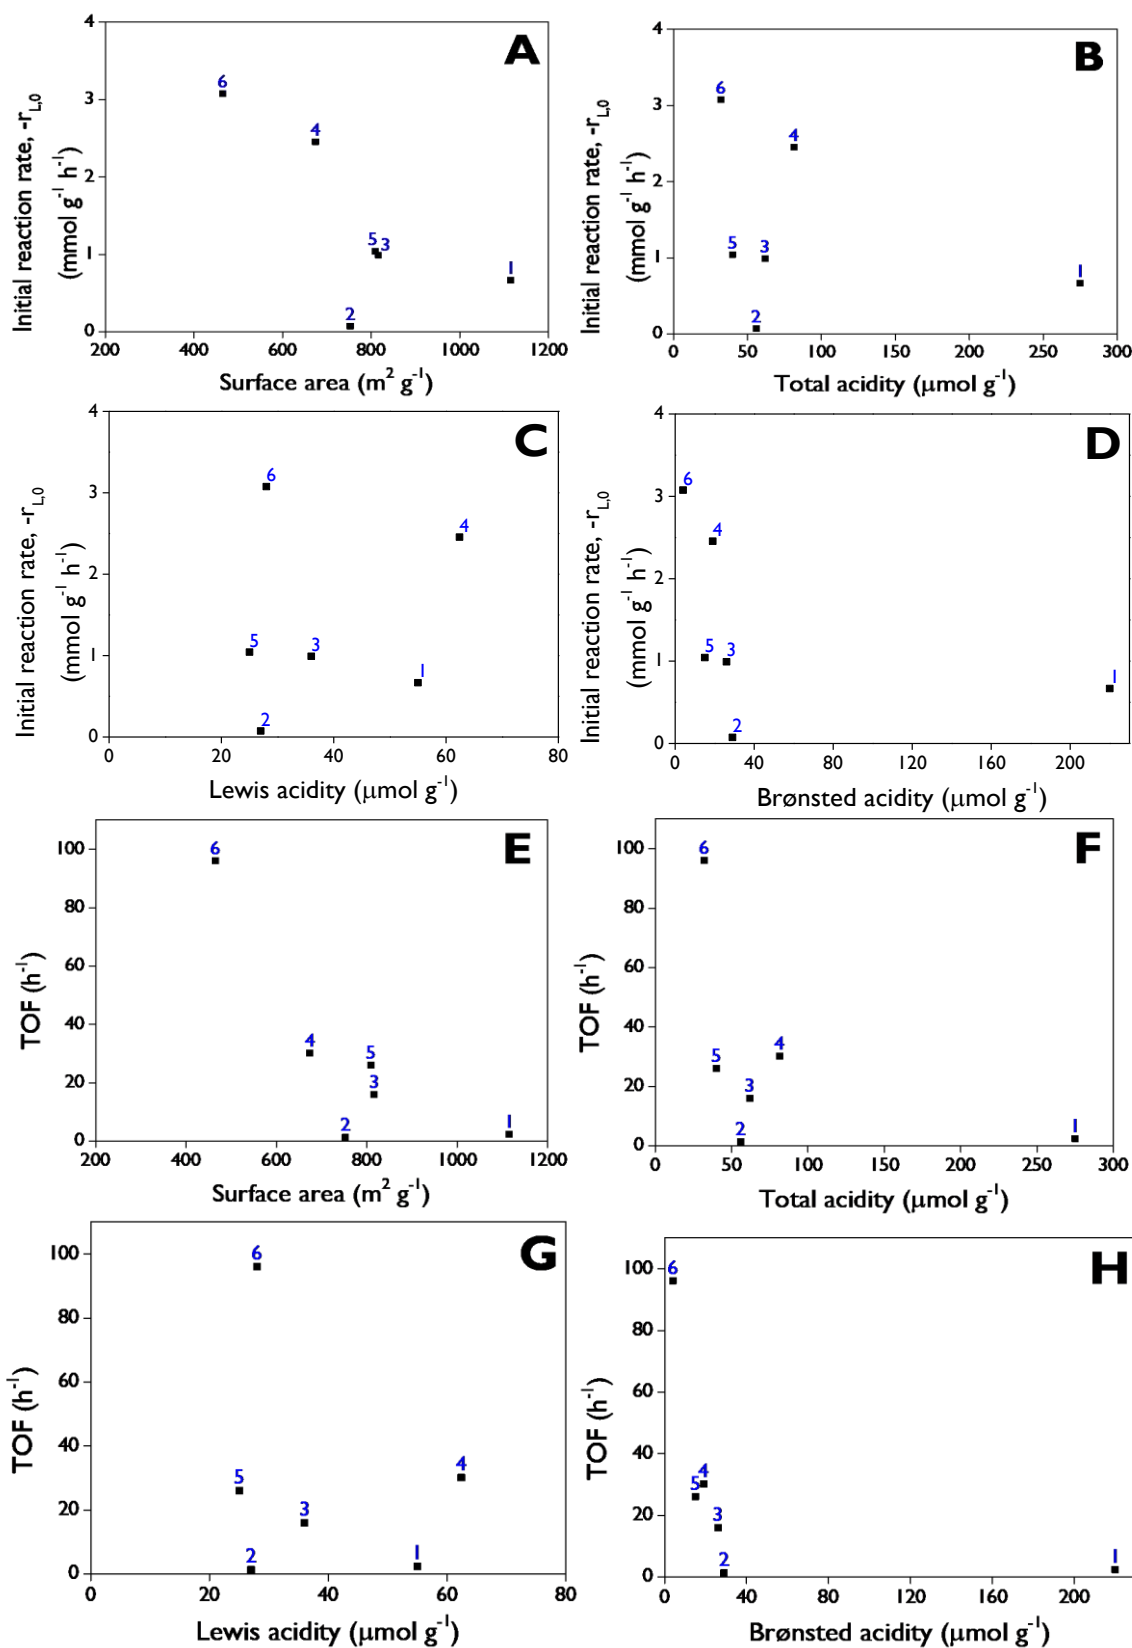 A
Initial reaction rate, -r_L,0
(mmol g⁻¹ h⁻¹)
4
3
2
1
0
6
4
5
3
2
1
200 400 600 800 1000 1200
Surface area (m² g⁻¹)
B
Initial reaction rate, -r_L,0
(mmol g⁻¹ h⁻¹)
4
3
2
1
0
6
4
5
3
2
1
0 50 100 150 200 250 300
Total acidity (μmol g⁻¹)
C
Initial reaction rate, -r_L,0
(mmol g⁻¹ h⁻¹)
4
3
2
1
0
6
4
5
3
1
2
0 20 40 60 80
Lewis acidity (μmol g⁻¹)
D
Initial reaction rate, -r_L,0
(mmol g⁻¹ h⁻¹)
4
3
2
1
0
6
4
5
3
1
2
0 40 80 120 160 200
Brønsted acidity (μmol g⁻¹)
E
TOF (h⁻¹)
100
80
60
40
20
0
6
4
5
3
2
1
200 400 600 800 1000 1200
Surface area (m² g⁻¹)
F
TOF (h⁻¹)
100
80
60
40
20
0
6
4
5
3
2
1
0 50 100 150 200 250 300
Total acidity (μmol g⁻¹)
G
TOF (h⁻¹)
100
80
60
40
20
0
6
4
5
3
2
1
0 20 40 60 80
Lewis acidity (μmol g⁻¹)
H
TOF (h⁻¹)
100
80
60
40
20
0
6
4
5
3
2
1
0 40 80 120 160 200
Brønsted acidity (μmol g⁻¹)